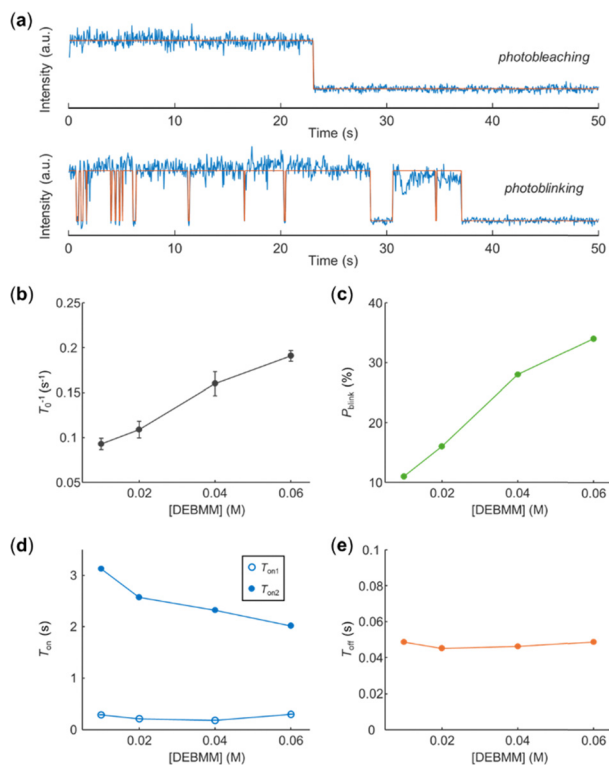 (a)
Intensity (a.u.)
photobleaching
0 10 20 30 40 50
Time (s)
Intensity (a.u.)
photoblinking
0 10 20 30 40 50
Time (s)
(b)
0.25
0.2
0.15
0.1
0.05
T0-1 (s-1)
0.02 0.04 0.06
[DEBMM] (M)
(c)
40
30
20
10
Pblink (%)
0.02 0.04 0.06
[DEBMM] (M)
(d)
3
2
1
0
Ton (s)
Ton1
Ton2
0.02 0.04 0.06
[DEBMM] (M)
(e)
0.1
0.08
0.06
0.04
0.02
0
Toff (s)
0.02 0.04 0.06
[DEBMM] (M)